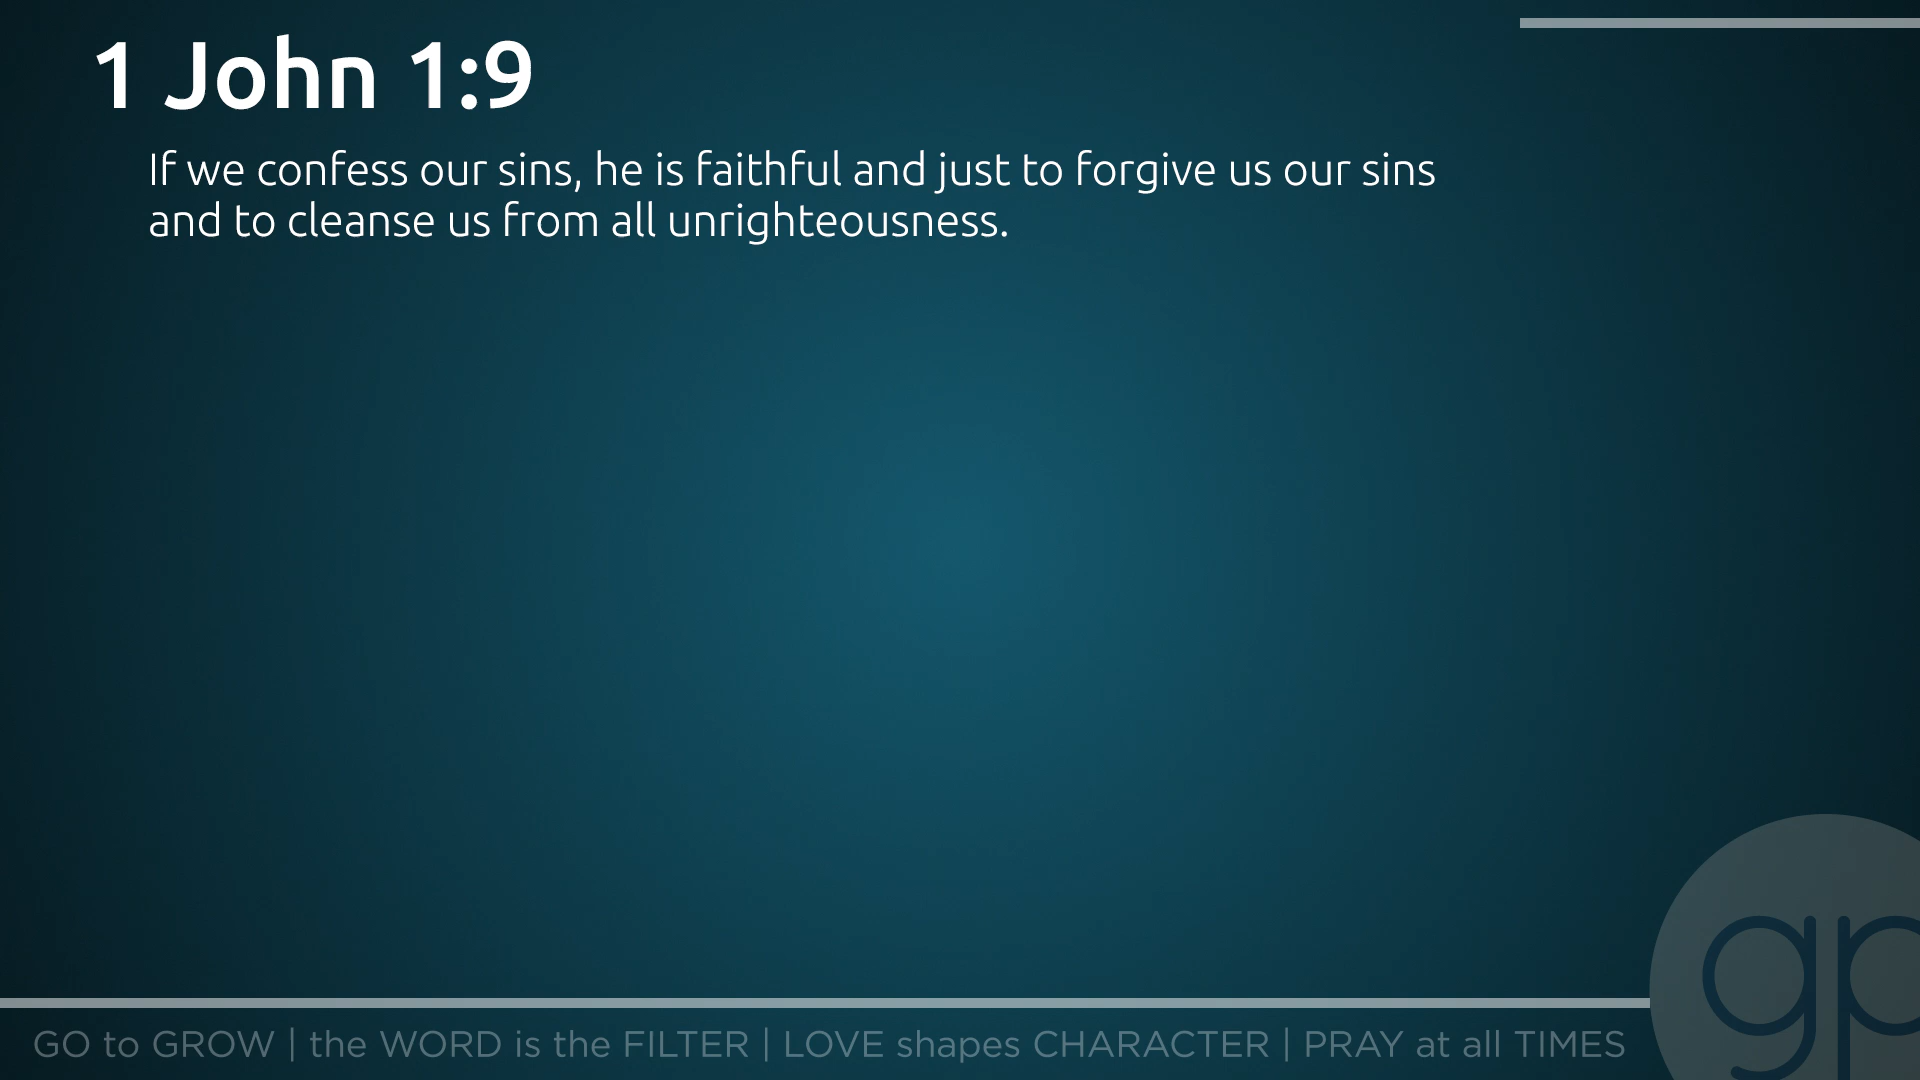 1 John 1:9
If we confess our sins, he is faithful and just to forgive us our sins
and to cleanse us from all unrighteousness.
GO to GROW | the WORD is the FILTER | LOVE shapes CHARACTER | PRAY at all TIMES
gp